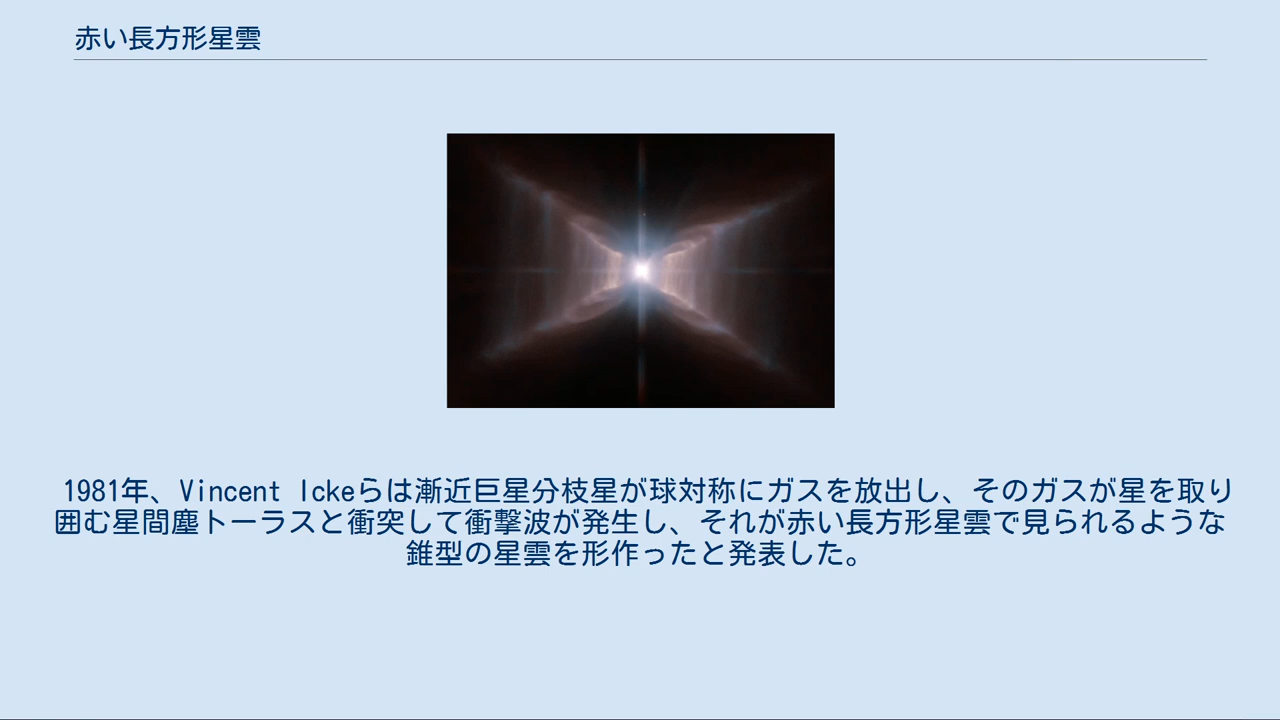 赤い長方形星雲
1981年、Vincent Ickeらは漸近巨星分枝星が球対称にガスを放出し、そのガスが星を取り
囲む星間塵トーラスと衝突して衝撃波が発生し、それが赤い長方形星雲で見られるような
錐型の星雲を形作ったと発表した。